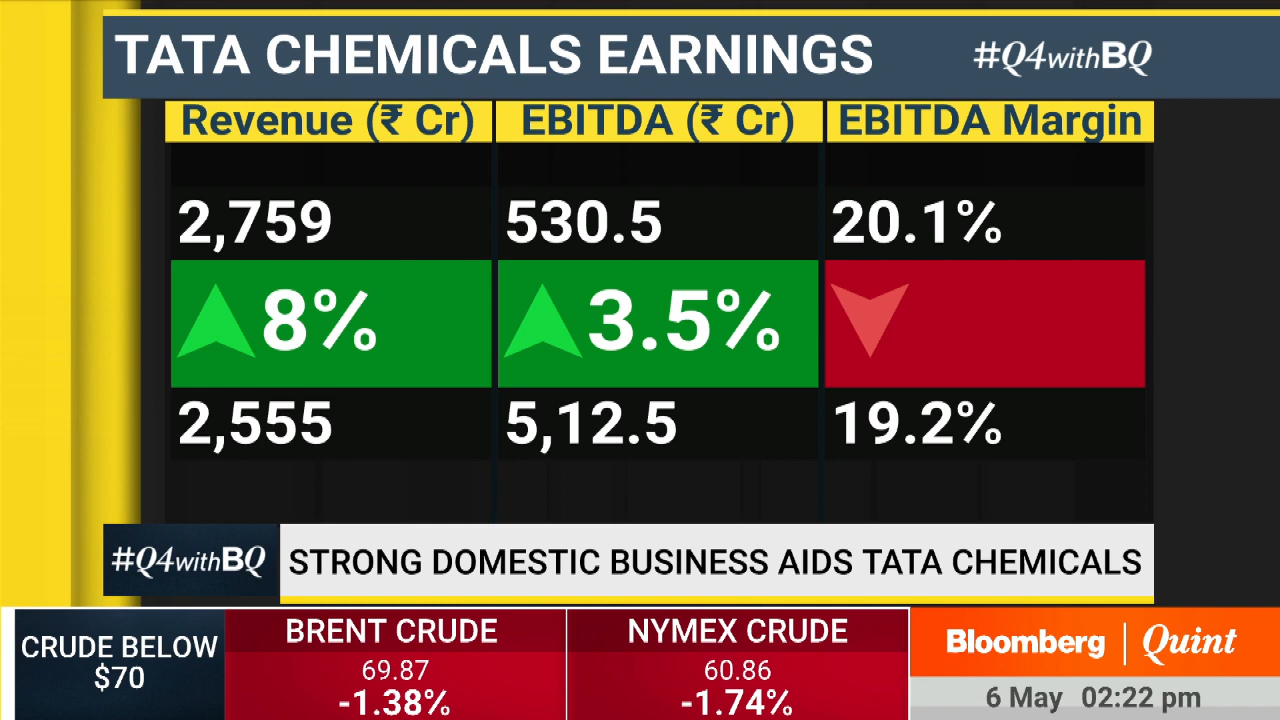 TATA CHEMICALS EARNINGS #Q4withBQ
Revenue (₹ Cr) EBITDA (₹ Cr) EBITDA Margin
2,759 530.5 20.1%
8% 3.5%
2,555 5,12.5 19.2%
#Q4withBQ STRONG DOMESTIC BUSINESS AIDS TATA CHEMICALS
CRUDE BELOW
$70
BRENT CRUDE
69.87
-1.38%
NYMEX CRUDE
60.86
-1.74%
Bloomberg | Quint
6 May 02:22 pm